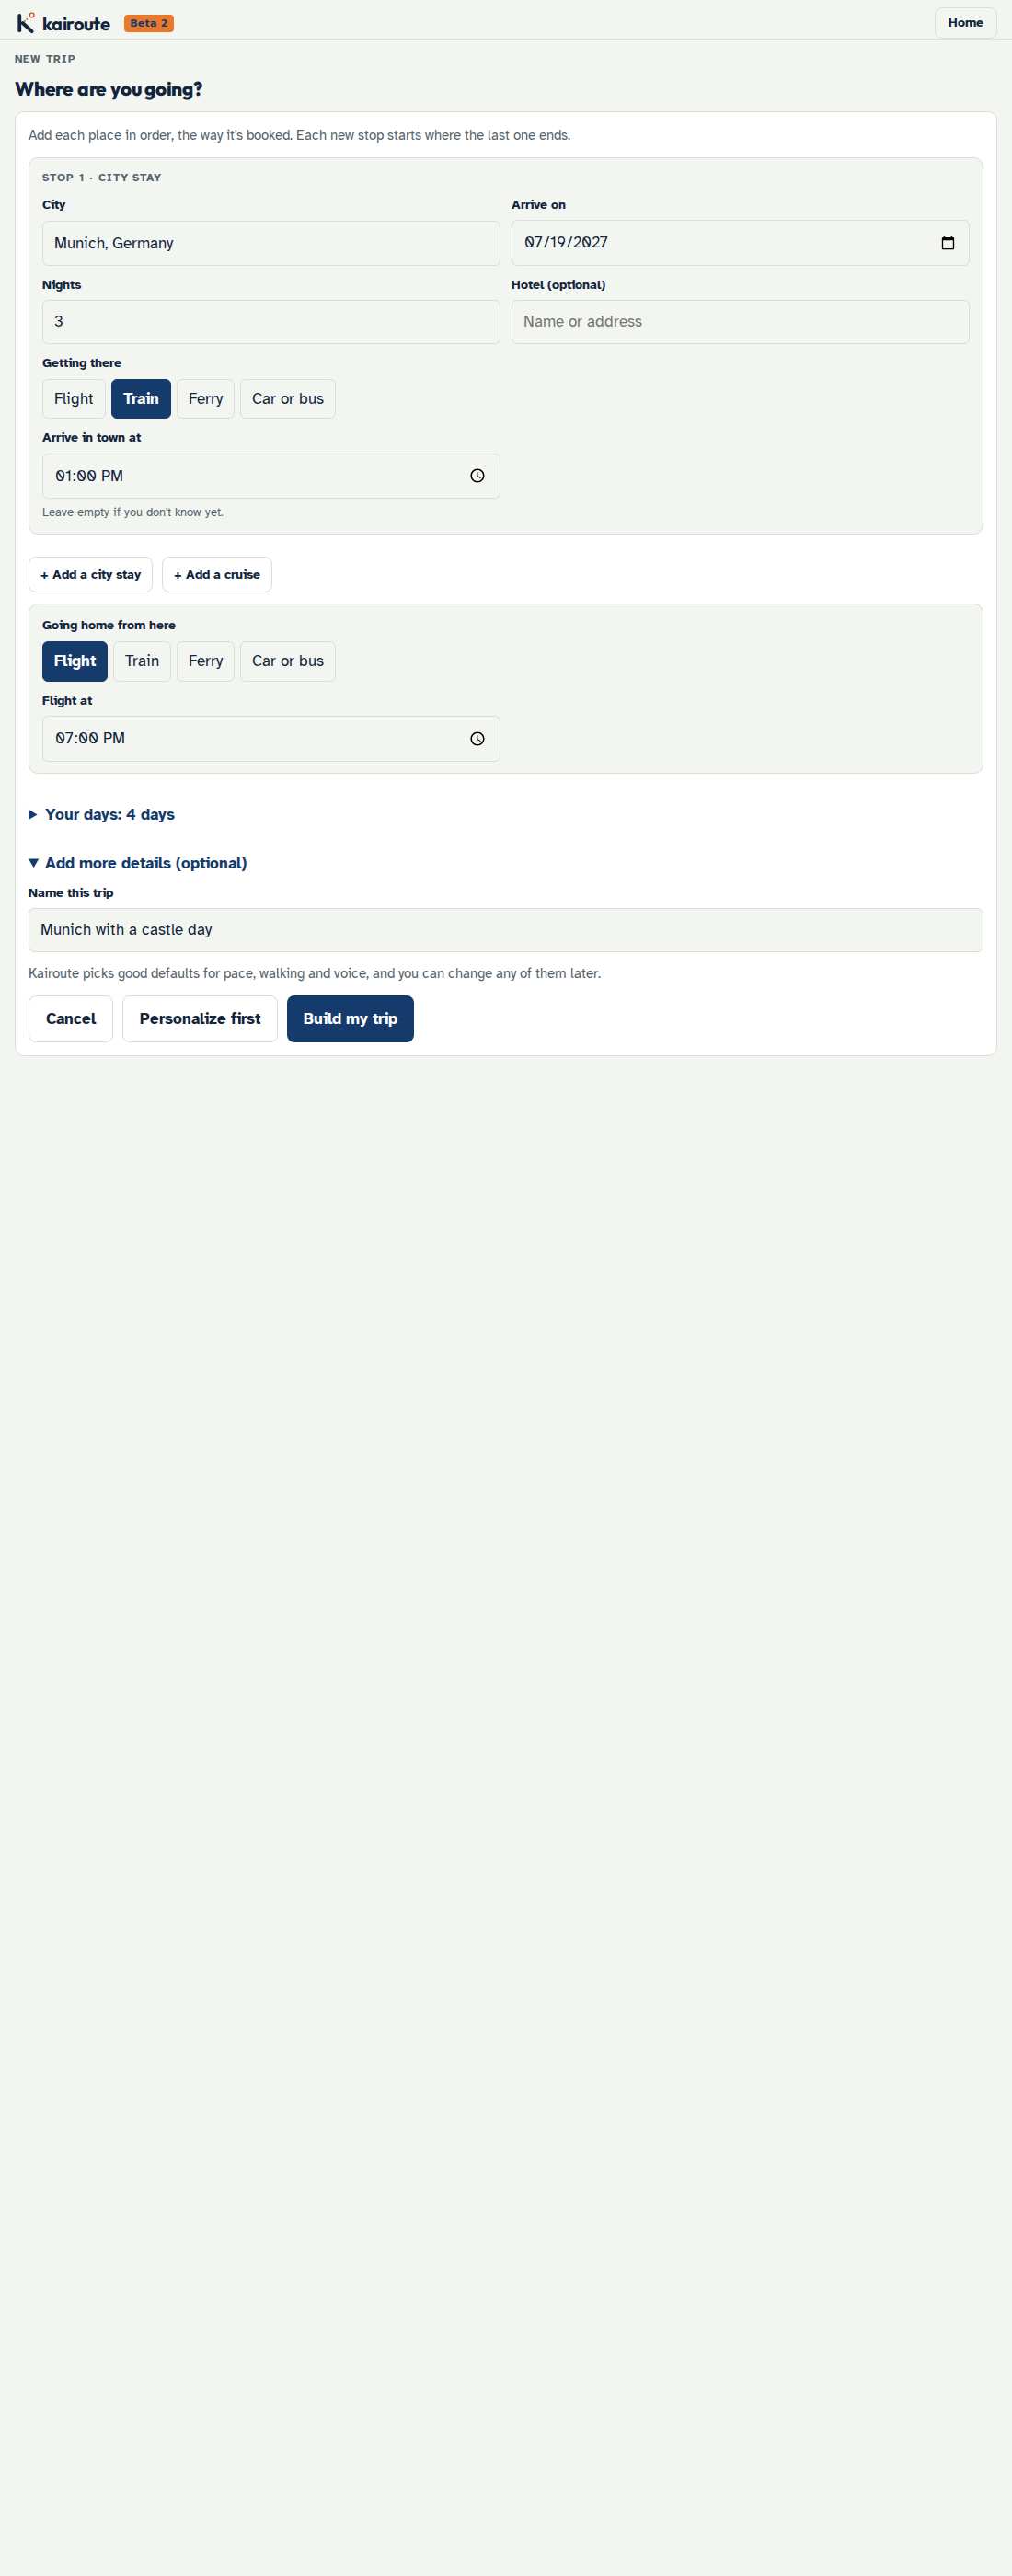 kairoute Beta 2 Home
NEW TRIP
Where are you going?
Add each place in order, the way it's booked. Each new stop starts where the last one ends.
STOP 1 · CITY STAY
City Arrive on
Munich, Germany 07/19/2027
Nights Hotel (optional)
3 Name or address
Getting there
Flight Train Ferry Car or bus
Arrive in town at
01:00 PM
Leave empty if you don't know yet.
+ Add a city stay + Add a cruise
Going home from here
Flight Train Ferry Car or bus
Flight at
07:00 PM
Your days: 4 days
Add more details (optional)
Name this trip
Munich with a castle day
Kairoute picks good defaults for pace, walking and voice, and you can change any of them later.
Cancel Personalize first Build my trip